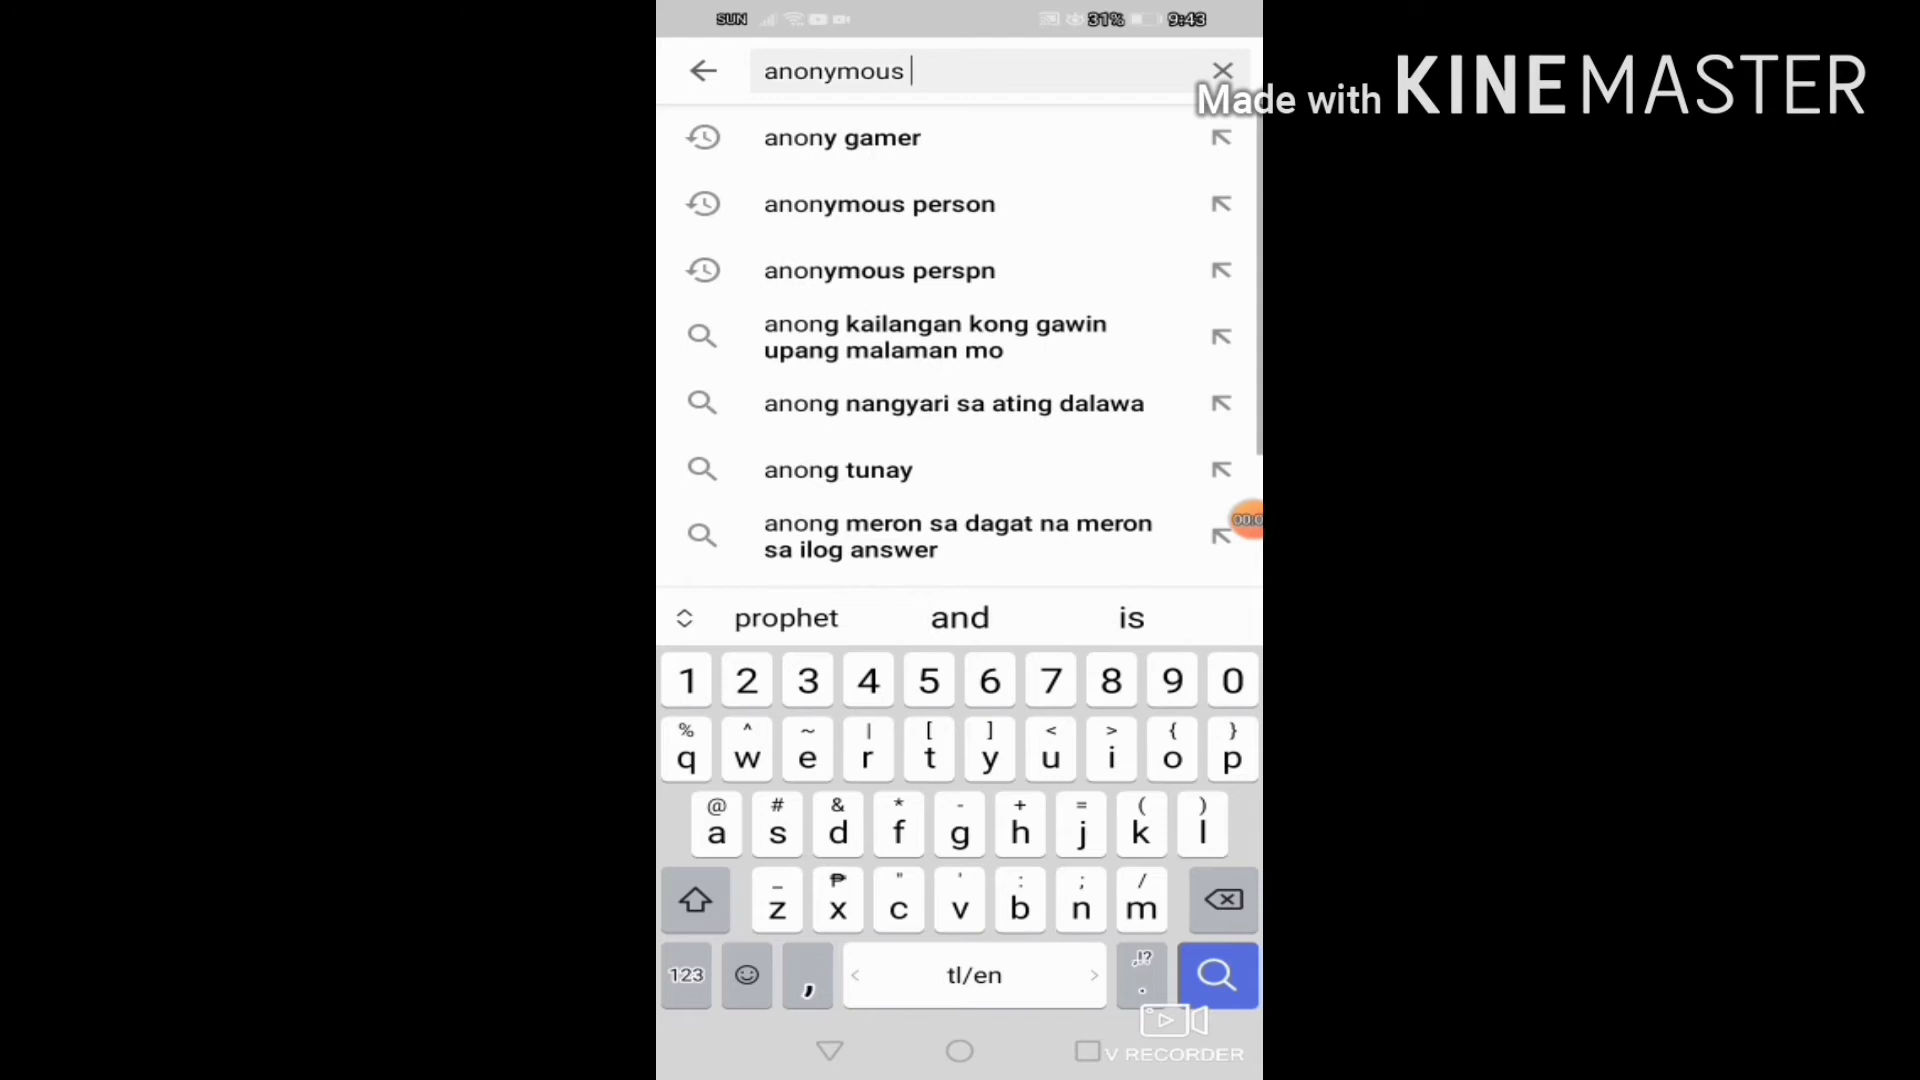 SUN 31% 9:43
anonymous
Made with KINEMASTER
anony gamer
anonymous person
anonymous perspn
anong kailangan kong gawin
upang malaman mo
anong nangyari sa ating dalawa
anong tunay
anong meron sa dagat na meron
sa ilog answer
prophet and is
1 2 3 4 5 6 7 8 9 0
% ^ ~ | [ ] < > { }
q w e r t y u i o p
@ # & * - + = ( )
a s d f g h j k l
_ ₱ " ' : ; /
z x c v b n m
123 , < tl/en > ,!? .
V RECORDER